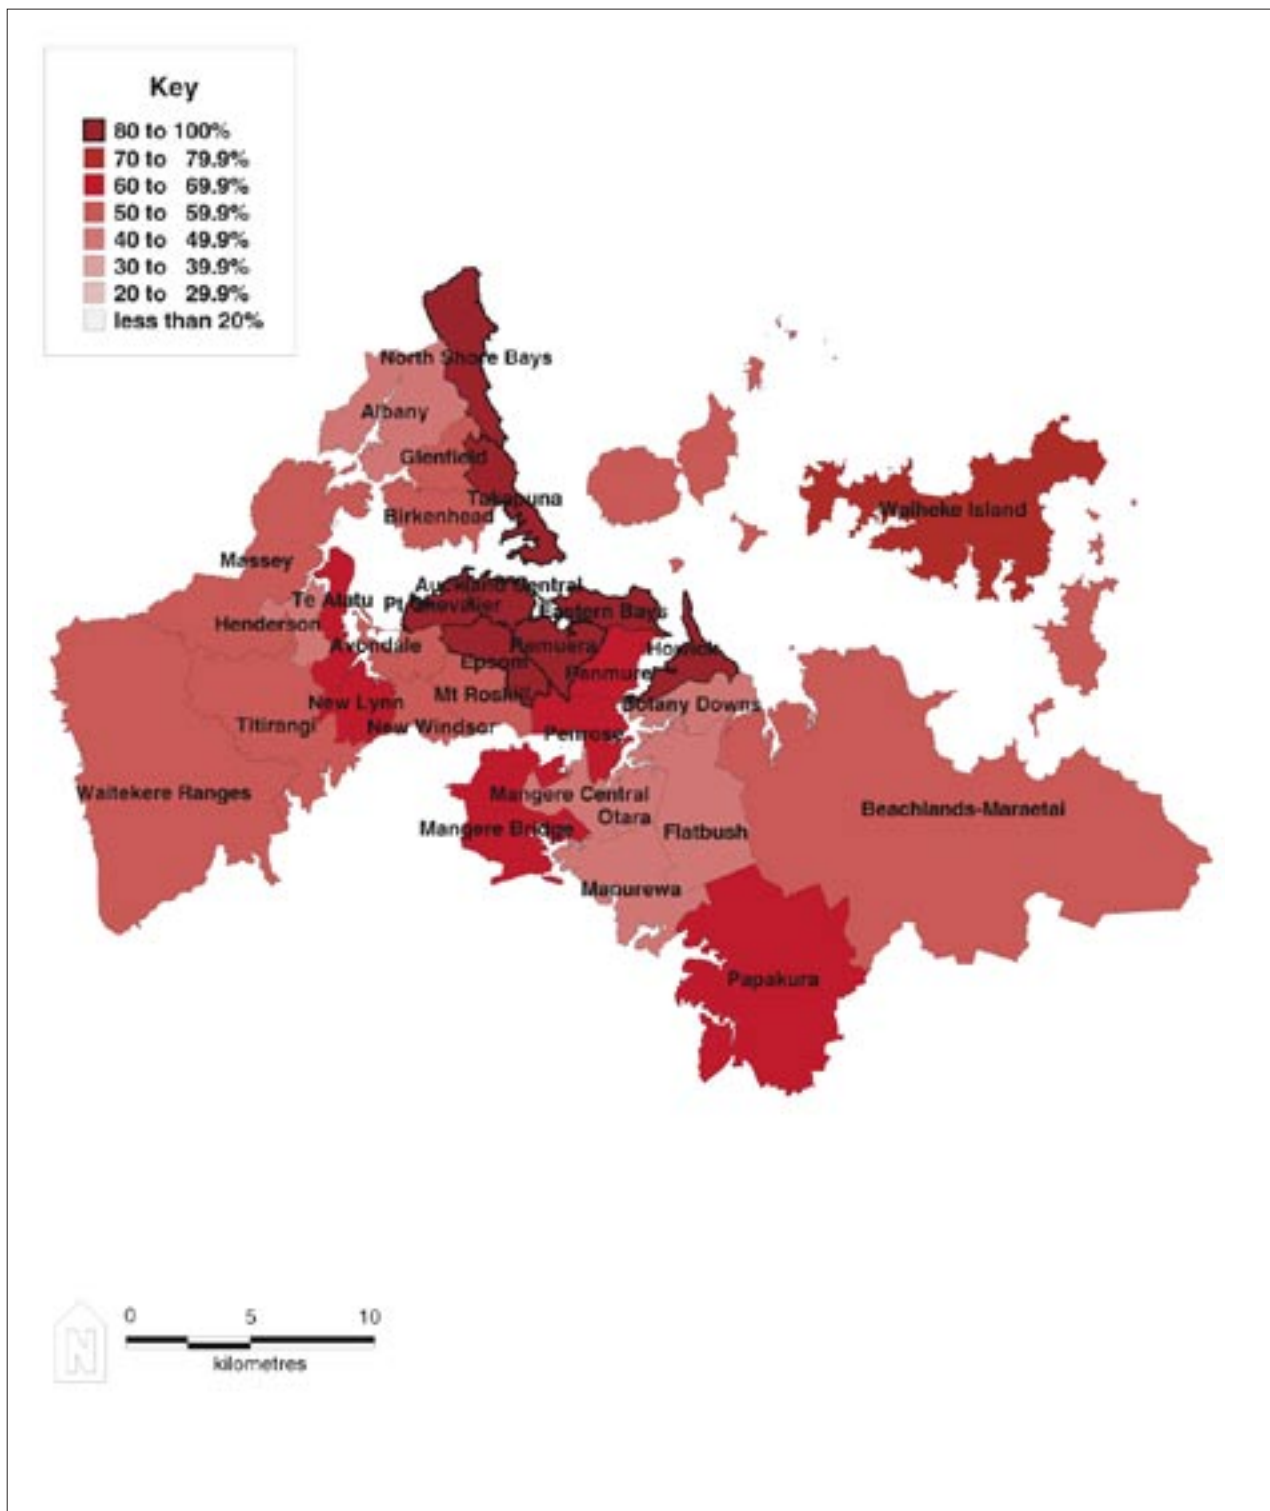 Key
80 to 100%
70 to 79.9%
60 to 69.9%
50 to 59.9%
40 to 49.9%
30 to 39.9%
20 to 29.9%
less than 20%
North Shore Bays
Albany
Glenfield
Takapuna
Birkenhead
Waiheke Island
Massey
Auckland Central
Te Atatu
Pt Chevalier
Eastern Bays
Henderson
Avondale
Remuera
Howick
Epsom
Panmure
New Lynn
Mt Roskill
Botany Downs
Titirangi
New Windsor
Penrose
Waitekere Ranges
Mangere Central
Beachlands-Maraetai
Otara
Mangere Bridge
Flatbush
Manurewa
Papakura
0 5 10
kilometres
N